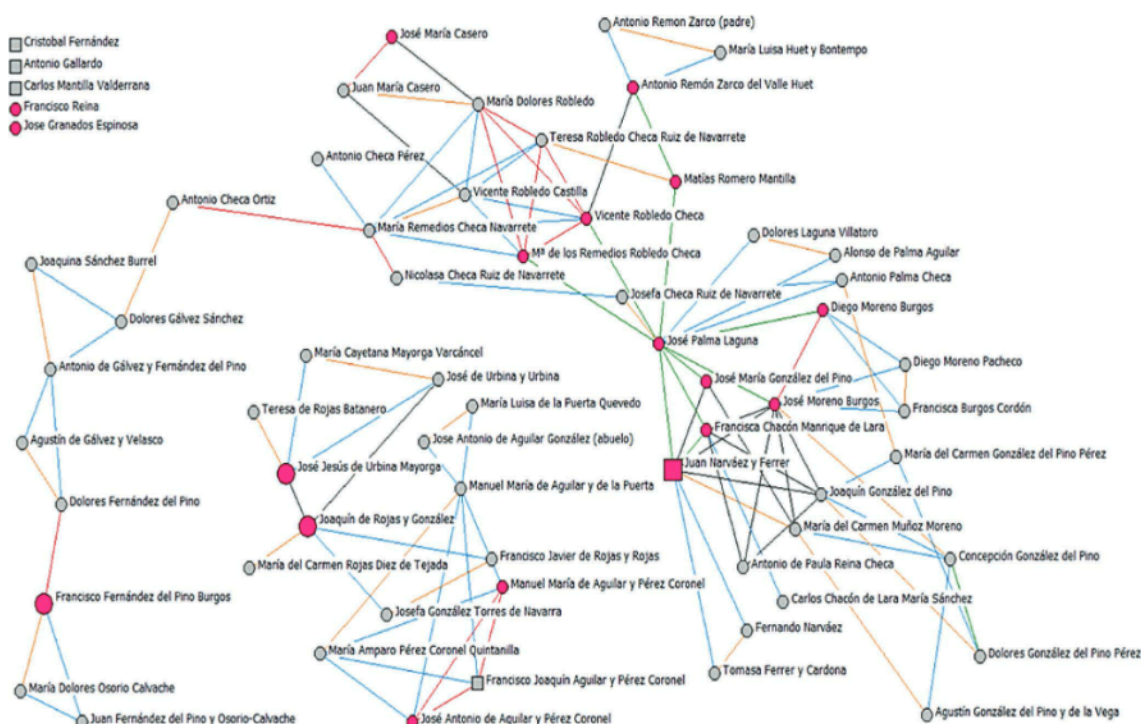 Cristobal Fernández
Antonio Gallardo
Carlos Mantilla Valderrana
Francisco Reina
Jose Granados Espinosa
Antonio Remon Zarco (padre)
José María Casero
María Luisa Huet y Bontempo
Juan María Casero
Antonio Remón Zarco del Valle Huet
María Dolores Robledo
Teresa Robledo Checa Ruiz de Navarrete
Antonio Checa Pérez
Matías Romero Mantilla
Vicente Robledo Castilla
Antonio Checa Ortiz
Vicente Robledo Checa
María Remedios Checa Navarrete
Dolores Laguna Villatoro
Mª de los Remedios Robledo Checa
Alonso de Palma Aguilar
Joaquina Sánchez Burrel
Nicolasa Checa Ruiz de Navarrete
Antonio Palma Checa
Josefa Checa Ruiz de Navarrete
Diego Moreno Burgos
Dolores Gálvez Sánchez
José Palma Laguna
María Cayetana Mayorga Varcáncel
Diego Moreno Pacheco
Antonio de Gálvez y Fernández del Pino
José de Urbina y Urbina
José María González del Pino
José Moreno Burgos
María Luisa de la Puerta Quevedo
Teresa de Rojas Batanero
Francisca Burgos Cordón
Francisca Chacón Manrique de Lara
Agustín de Gálvez y Velasco
Jose Antonio de Aguilar González (abuelo)
María del Carmen González del Pino Pérez
José Jesús de Urbina Mayorga
Juan Narváez y Ferrer
Manuel María de Aguilar y de la Puerta
Joaquín González del Pino
Dolores Fernández del Pino
Joaquín de Rojas y González
María del Carmen Muñoz Moreno
Francisco Javier de Rojas y Rojas
Concepción González del Pino
María del Carmen Rojas Diez de Tejada
Antonio de Paula Reina Checa
Manuel María de Aguilar y Pérez Coronel
Francisco Fernández del Pino Burgos
Carlos Chacón de Lara María Sánchez
Josefa González Torres de Navarra
Fernando Narváez
María Amparo Pérez Coronel Quintanilla
Dolores González del Pino Pérez
Tomasa Ferrer y Cardona
Francisco Joaquín Aguilar y Pérez Coronel
María Dolores Osorio Calvache
Agustín González del Pino y de la Vega
Juan Fernández del Pino y Osorio-Calvache
José Antonio de Aguilar y Pérez Coronel